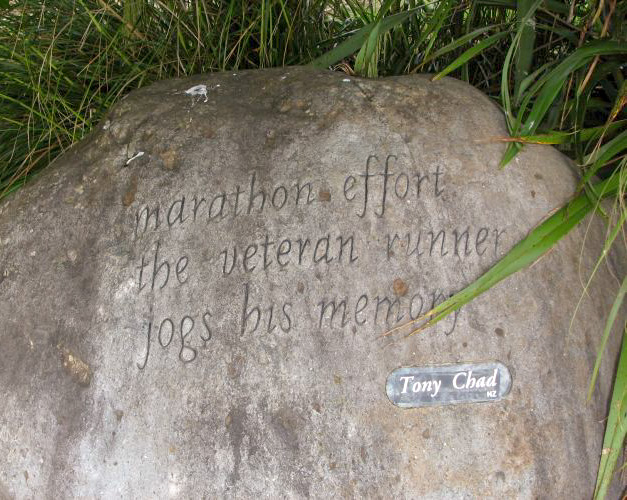 marathon effort
the veteran runner
jogs his memory
Tony Chad
NZ